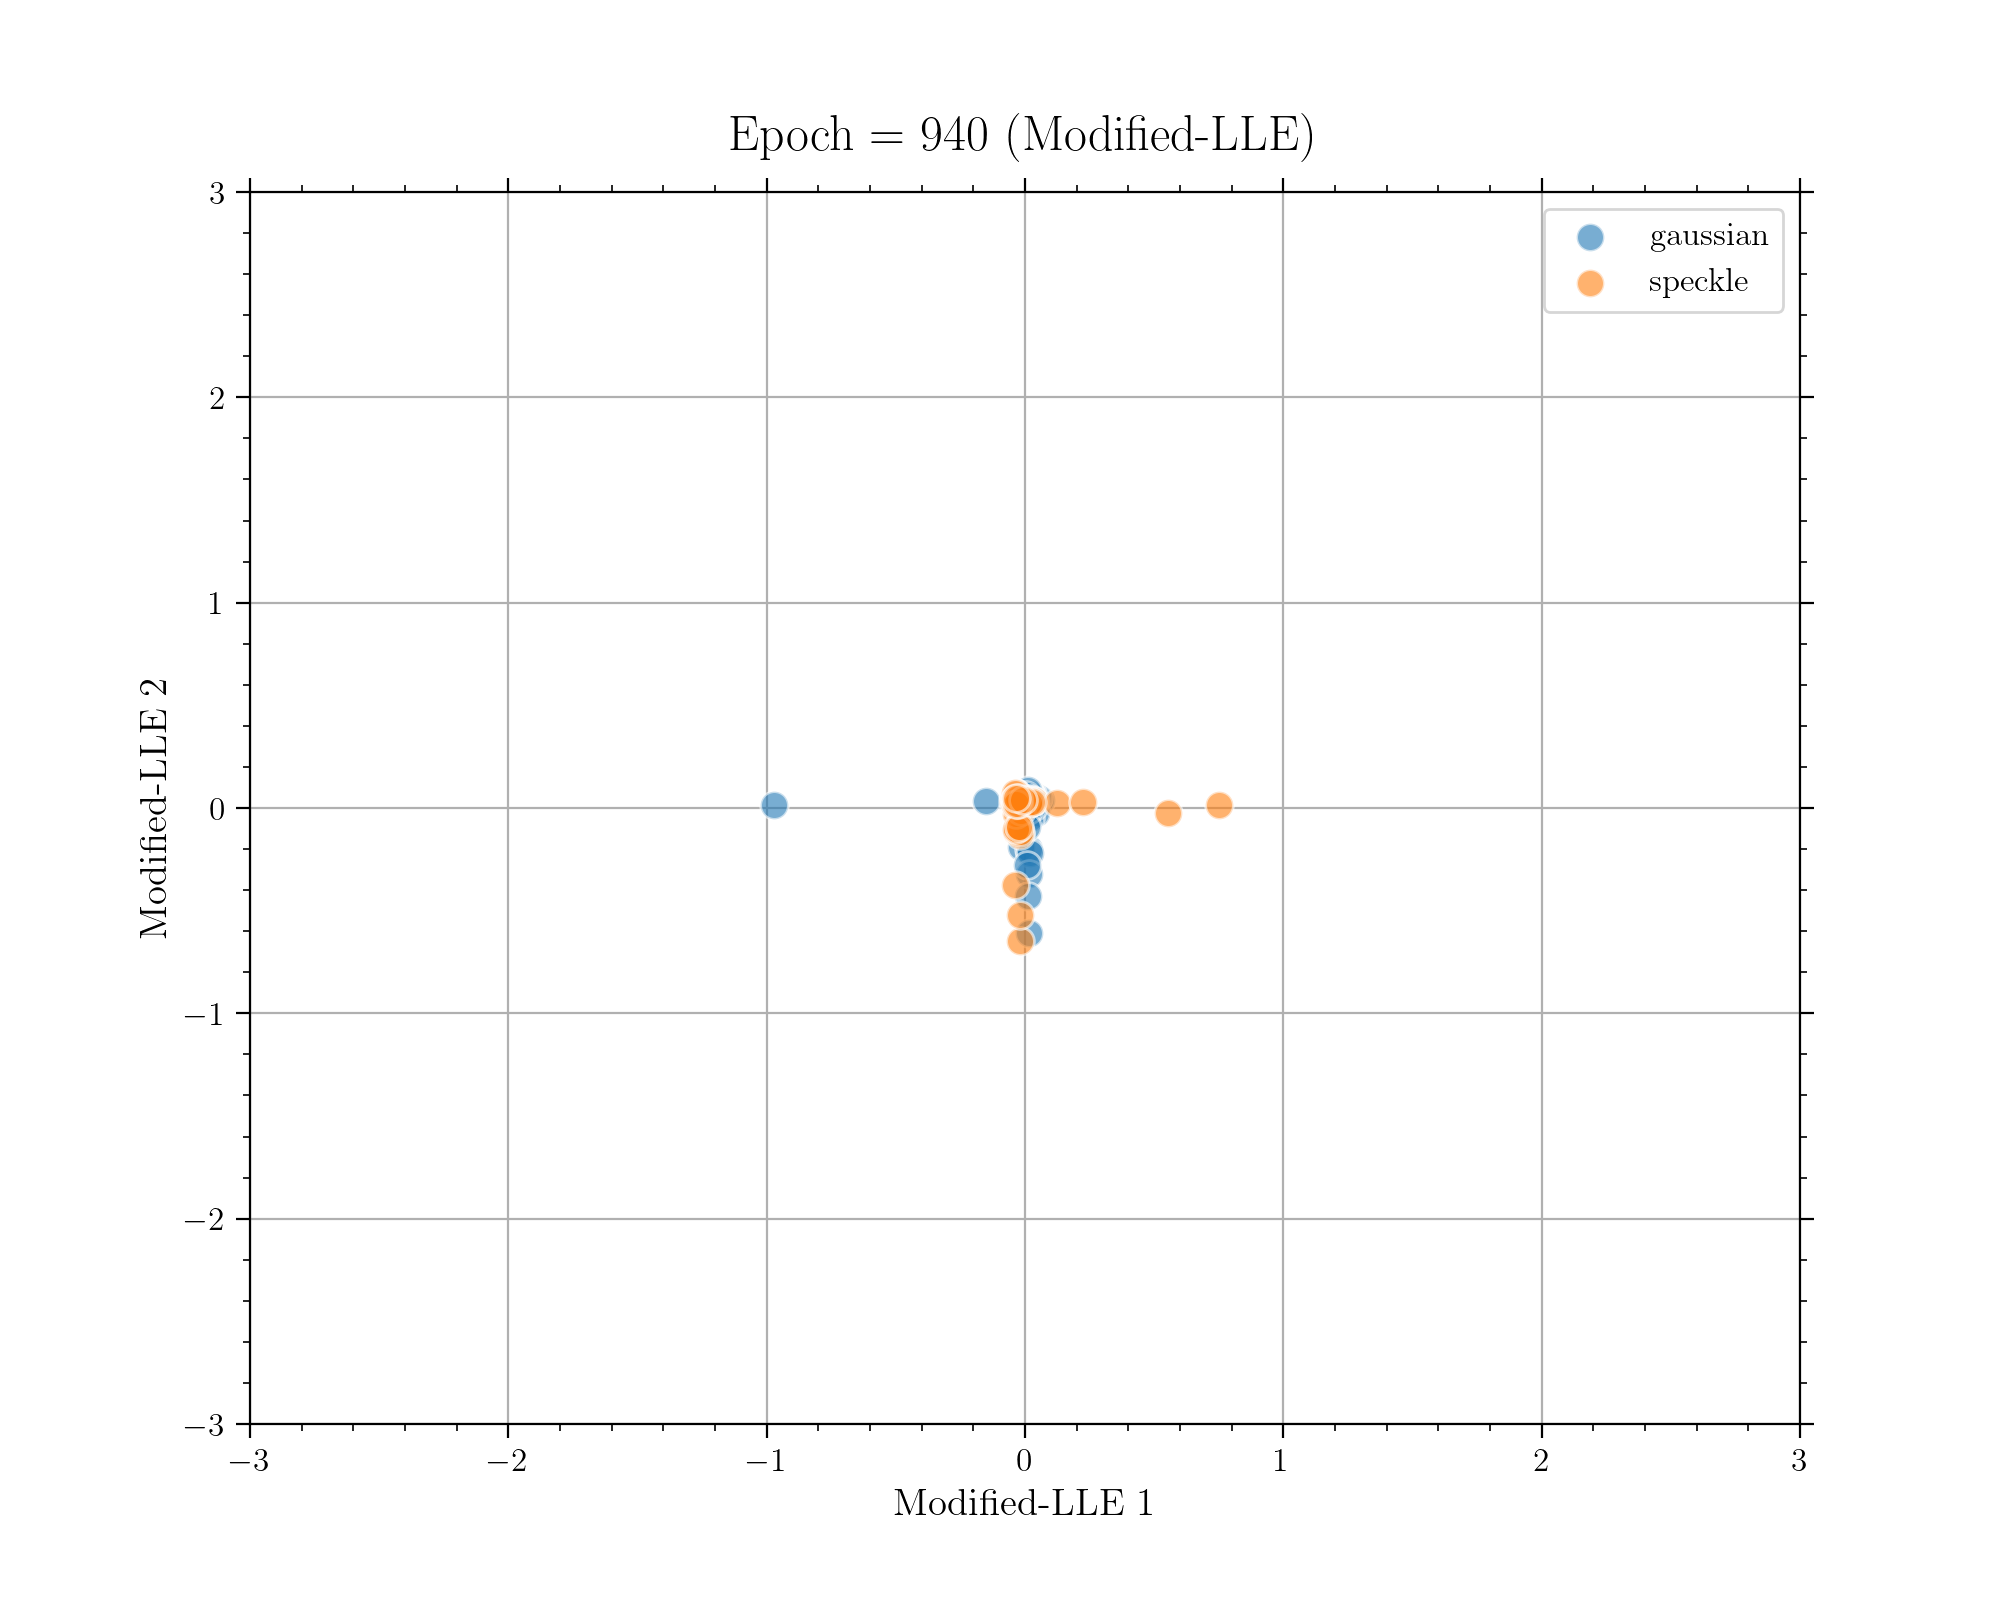 Epoch = 940 (Modified-LLE)
gaussian
speckle
3
2
1
0
−1
−2
−3
Modified-LLE 2
−3
−2
−1
0
1
2
3
Modified-LLE 1